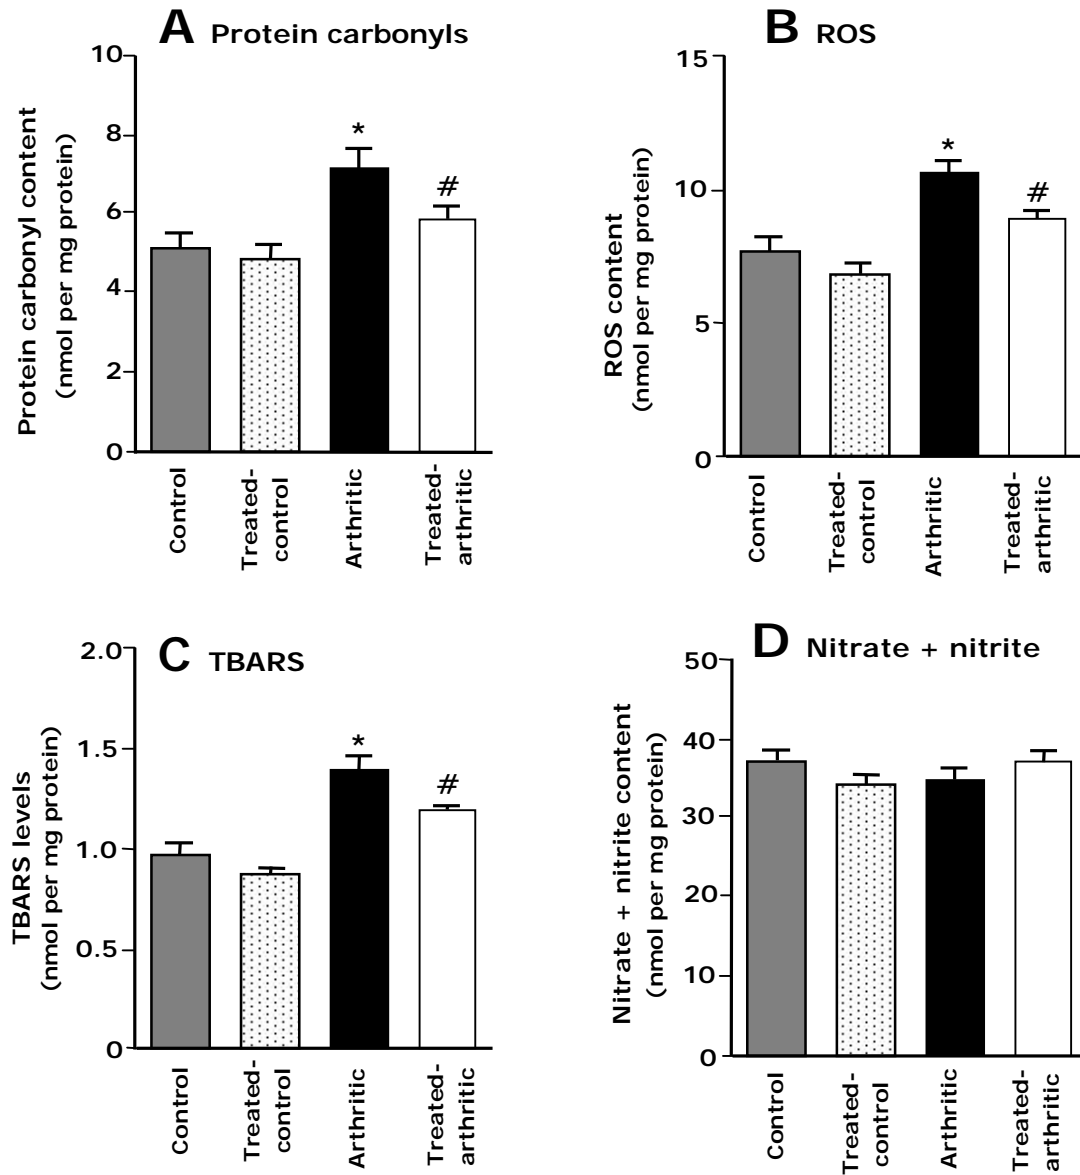 A Protein carbonyls
Protein carbonyl content
(nmol per mg protein)
10
8
6
4
2
0
*
#
Control
Treated-
control
Arthritic
Treated-
arthritic
B ROS
ROS content
(nmol per mg protein)
15
10
5
0
*
#
Control
Treated-
control
Arthritic
Treated-
arthritic
C TBARS
TBARS levels
(nmol per mg protein)
2.0
1.5
1.0
0.5
0
*
#
Control
Treated-
control
Arthritic
Treated-
arthritic
D Nitrate + nitrite
Nitrate + nitrite content
(nmol per mg protein)
50
40
30
20
10
0
Control
Treated-
control
Arthritic
Treated-
arthritic